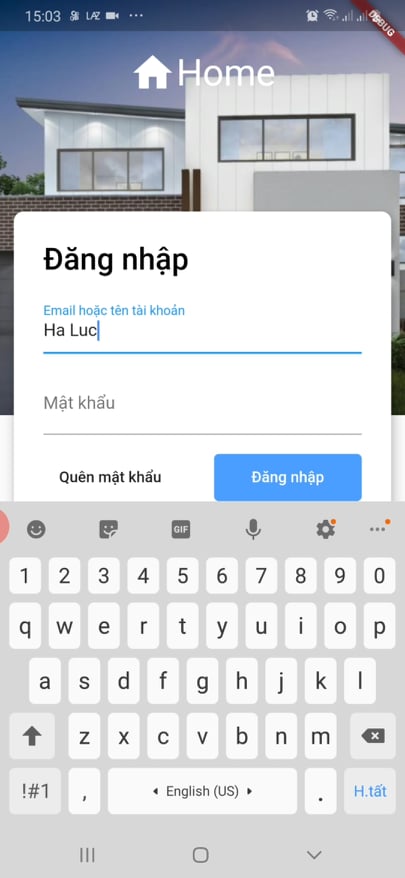 15:03 LAZ
DEBUG
Home
Đăng nhập
Email hoặc tên tài khoản
Ha Luc
Mật khẩu
Quên mật khẩu
Đăng nhập
GIF
1 2 3 4 5 6 7 8 9 0
q w e r t y u i o p
a s d f g h j k l
z x c v b n m
!#1 , English (US) . H.tất